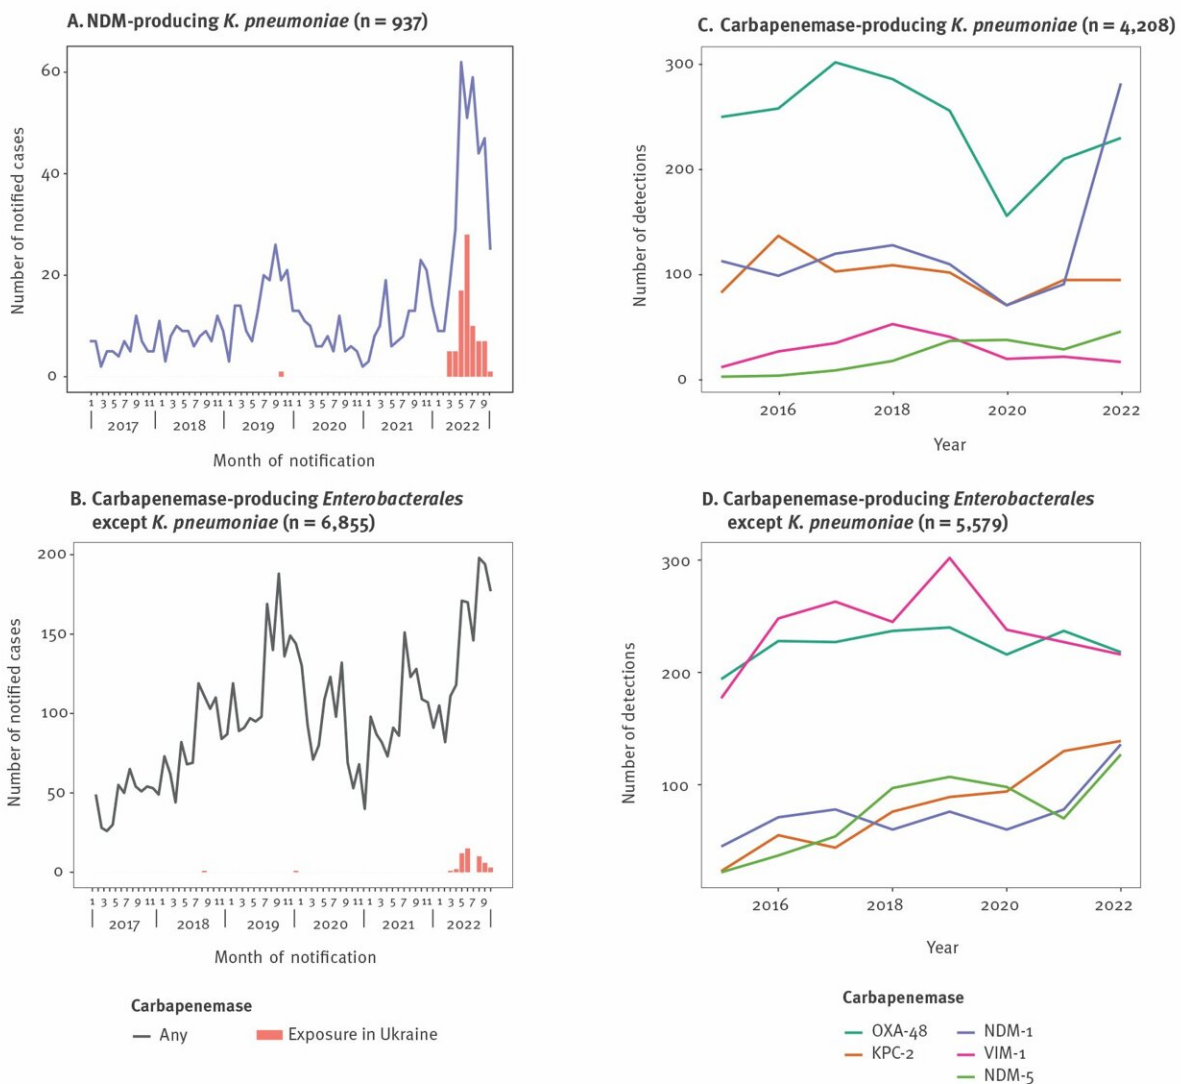 A. NDM-producing K. pneumoniae (n = 937)
Number of notified cases
60
40
20
0
1 3 5 7 9 11 1 3 5 7 9 11 1 3 5 7 9 11 1 3 5 7 9 11 1 3 5 7 9 11 1 3 5 7 9
2017 2018 2019 2020 2021 2022
Month of notification
C. Carbapenemase-producing K. pneumoniae (n = 4,208)
Number of detections
300
200
100
0
2016 2018 2020 2022
Year
B. Carbapenemase-producing Enterobacterales
except K. pneumoniae (n = 6,855)
Number of notified cases
200
150
100
50
0
1 3 5 7 9 11 1 3 5 7 9 11 1 3 5 7 9 11 1 3 5 7 9 11 1 3 5 7 9 11 1 3 5 7 9
2017 2018 2019 2020 2021 2022
Month of notification
Carbapenemase
Any
Exposure in Ukraine
D. Carbapenemase-producing Enterobacterales
except K. pneumoniae (n = 5,579)
Number of detections
300
200
100
2016 2018 2020 2022
Year
Carbapenemase
OXA-48
KPC-2
NDM-1
VIM-1
NDM-5